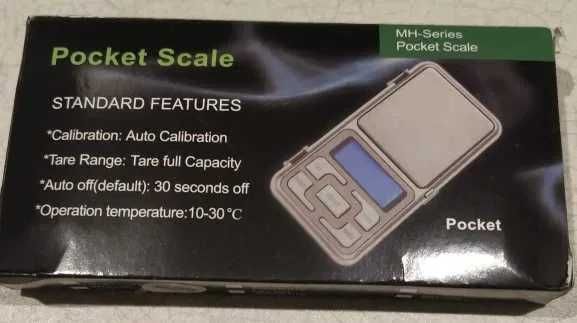 MH-Series
Pocket Scale
Pocket Scale
STANDARD FEATURES
*Calibration: Auto Calibration
*Tare Range: Tare full Capacity
*Auto off(default): 30 seconds off
*Operation temperature:10-30℃
Pocket